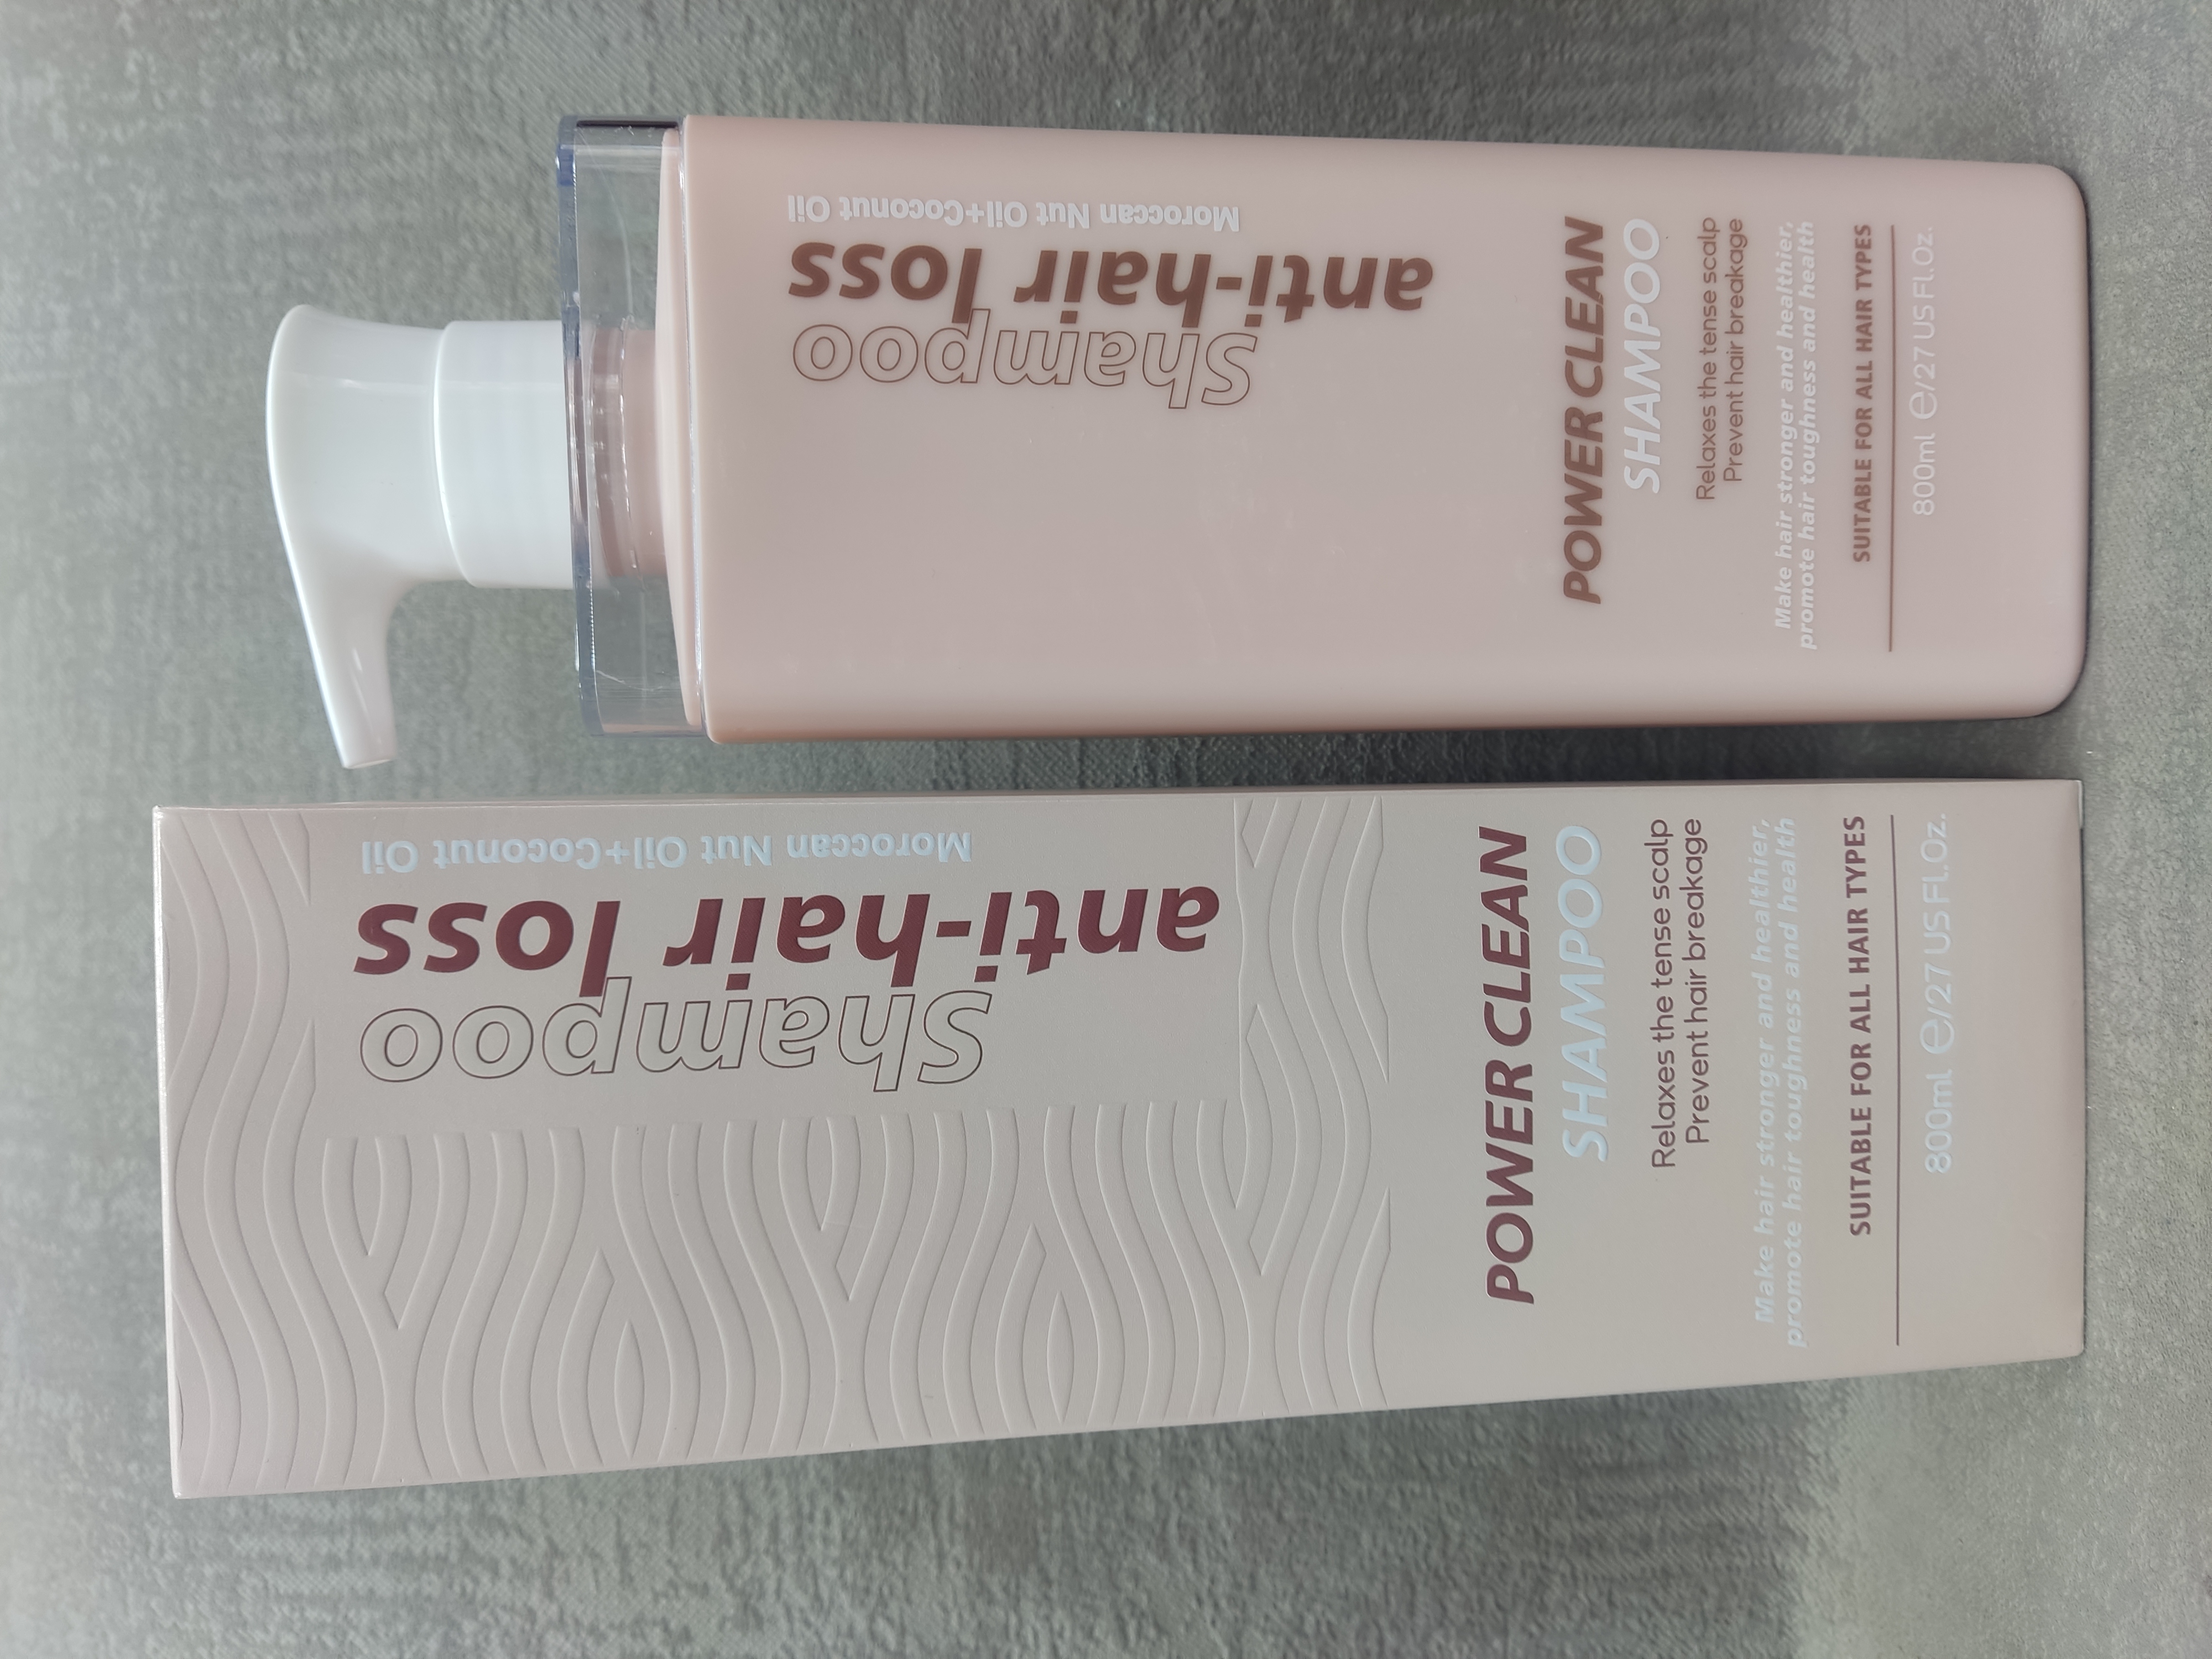 Moroccan Nut Oil+Coconut Oil
anti-hair loss
Shampoo
POWER CLEAN
SHAMPOO
Relaxes the tense scalp
Prevent hair breakage
Make hair stronger and healthier,
promote hair toughness and health
SUITABLE FOR ALL HAIR TYPES
800ml ℮/27 US Fl.Oz.
Moroccan Nut Oil+Coconut Oil
anti-hair loss
Shampoo
POWER CLEAN
SHAMPOO
Relaxes the tense scalp
Prevent hair breakage
Make hair stronger and healthier,
promote hair toughness and health
SUITABLE FOR ALL HAIR TYPES
800ml ℮/27 US Fl.Oz.